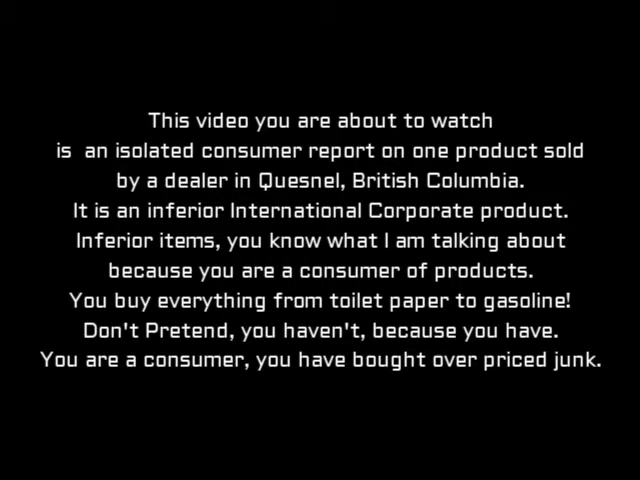 This video you are about to watch
is  an isolated consumer report on one product sold
by a dealer in Quesnel, British Columbia.
It is an inferior International Corporate product.
Inferior items, you know what I am talking about
because you are a consumer of products.
You buy everything from toilet paper to gasoline!
Don't Pretend, you haven't, because you have.
You are a consumer, you have bought over priced junk.